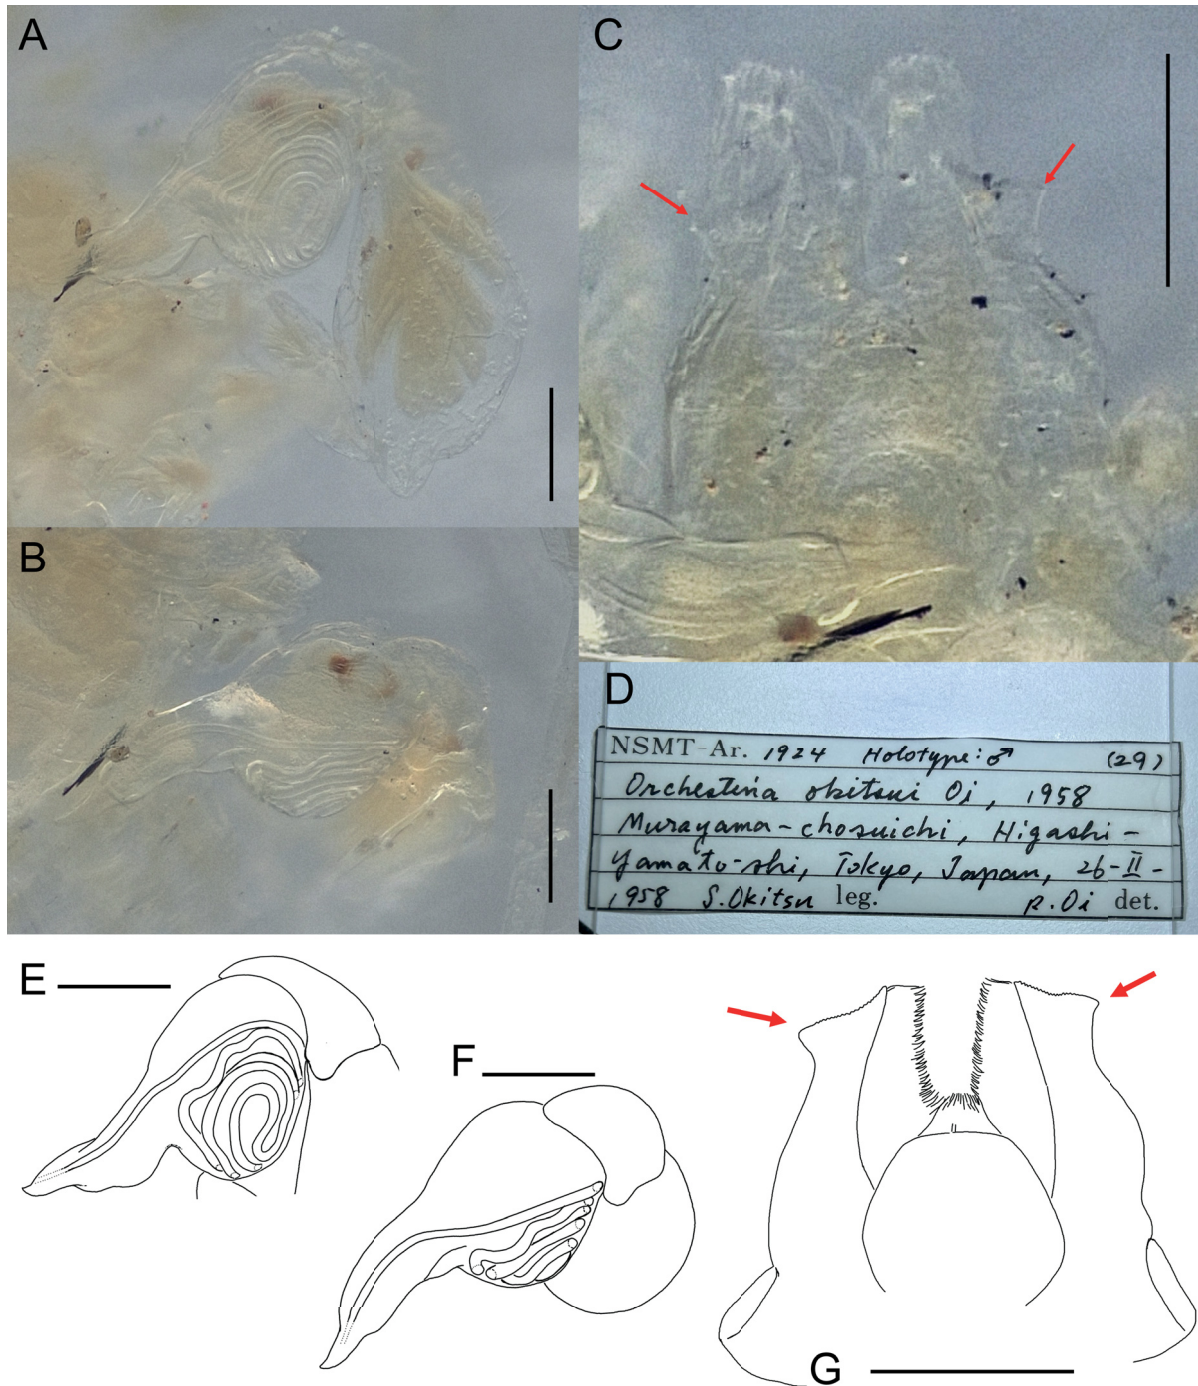 A
C
B
D
NSMT-Ar. 1924 Holotype: ♂ (29)
Orchestina okitsui Oi, 1958
Murayama-chosuichi, Higashi-
yamato-shi, Tokyo, Japan, 26-II-
1958 S. Okitsu leg. R. Oi det.
E
F
G